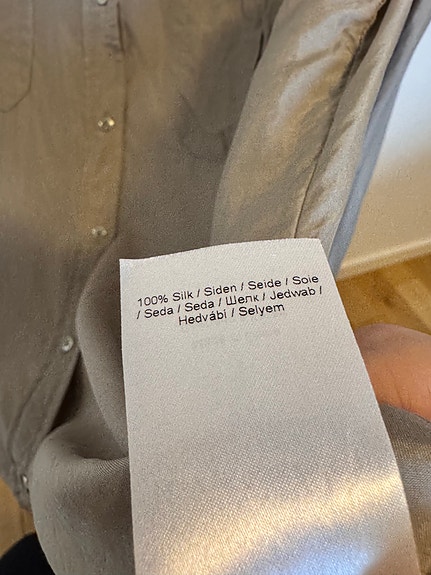 100% Silk / Siden / Seide / Soie
/ Seda / Seda / Шелк / Jedwab /
Hedvábí / Selyem